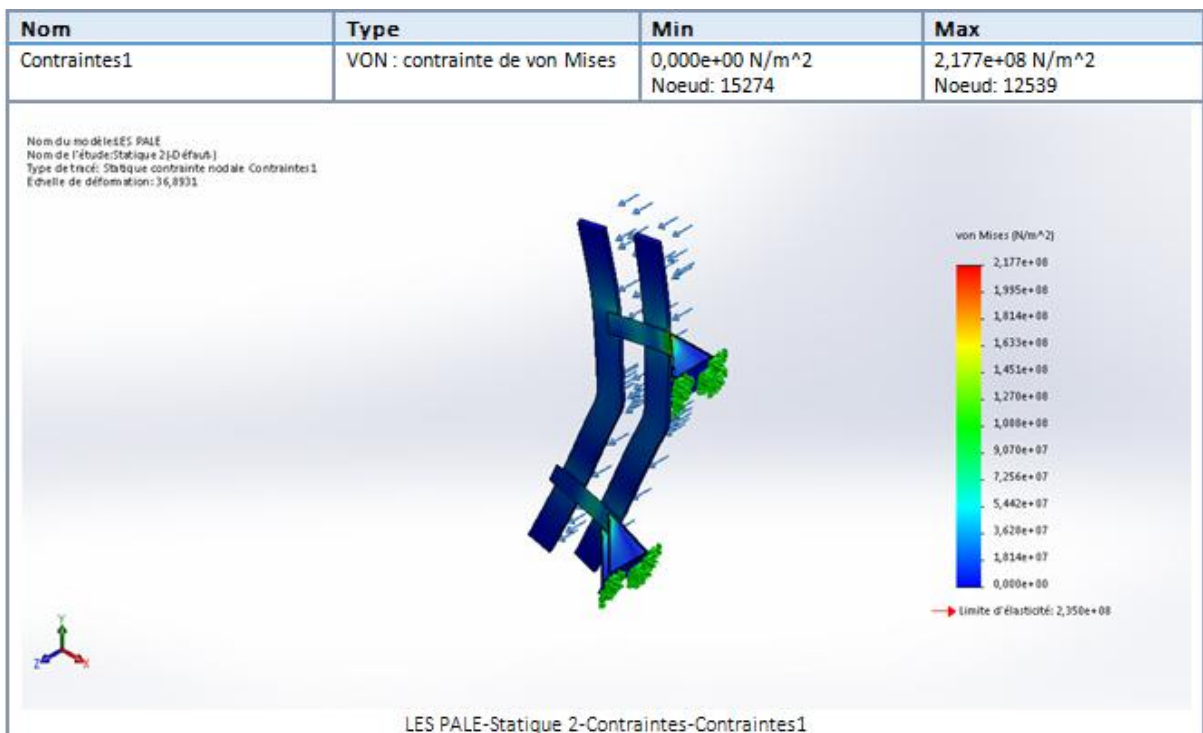 Nom Type Min Max
Contraintes1 VON : contrainte de von Mises 0,000e+00 N/m^2 2,177e+08 N/m^2
Noeud: 15274 Noeud: 12539
Nom du modèle:LES PALE
Nom de l'étude:Statique 2(-Défaut-)
Type de tracé: Statique contrainte nodale Contraintes1
Echelle de déformation: 36,8931
von Mises (N/m^2)
2,177e+08
1,995e+08
1,814e+08
1,633e+08
1,451e+08
1,270e+08
1,088e+08
9,070e+07
7,256e+07
5,442e+07
3,628e+07
1,814e+07
0,000e+00
Limite d'élasticité: 2,350e+08
Y
Z X
LES PALE-Statique 2-Contraintes-Contraintes1